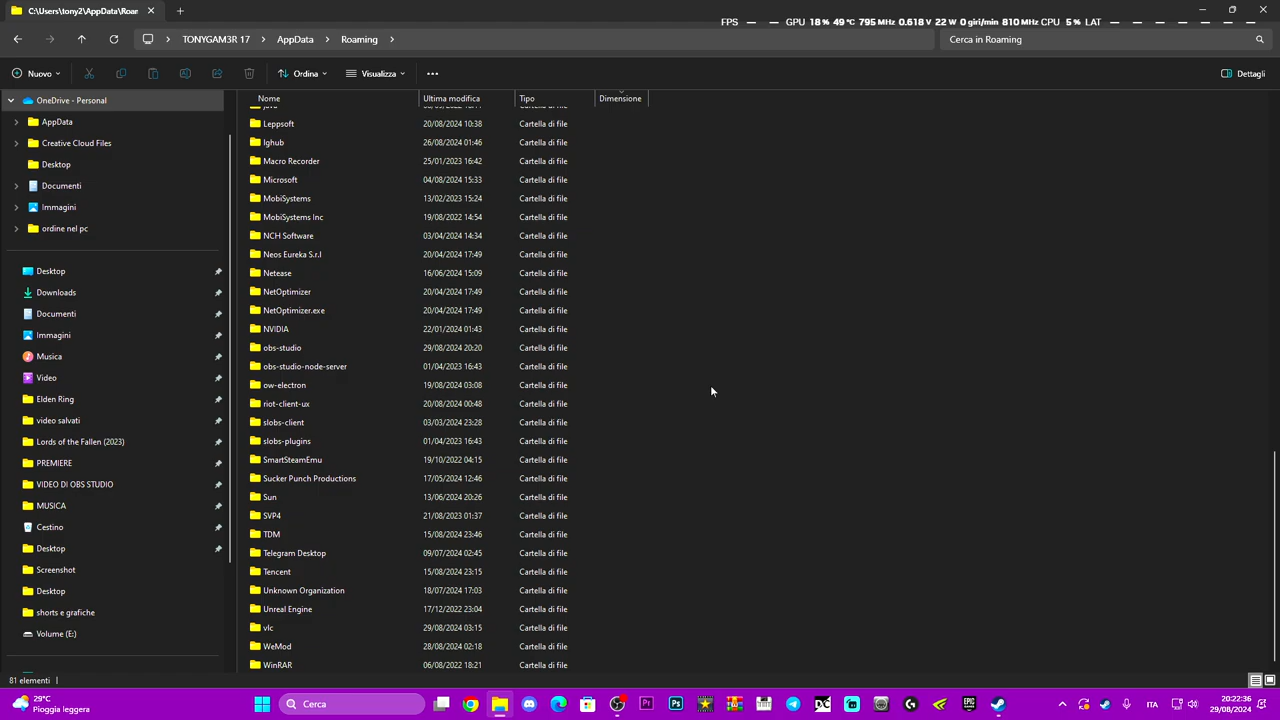 C:\Users\tony2\AppData\Roan
FPS — — GPU 18 % 49 °C 795 MHz 0.618 V 22 W 0 giri/min 810 MHz CPU 5 % LAT — — — —
TONYGAM3R 17 AppData Roaming
Cerca in Roaming
Nuovo Ordina Visualizza Dettagli
OneDrive - Personal
AppData
Creative Cloud Files
Desktop
Documenti
Immagini
ordine nel pc
Desktop
Downloads
Documenti
Immagini
Musica
Video
Elden Ring
video salvati
Lords of the Fallen (2023)
PREMIERE
VIDEO DI OBS STUDIO
MUSICA
Cestino
Desktop
Screenshot
Desktop
shorts e grafiche
Volume (E:)
Nome Ultima modifica Tipo Dimensione
Leppsoft 20/08/2024 10:38 Cartella di file
lghub 26/08/2024 01:46 Cartella di file
Macro Recorder 25/01/2023 16:42 Cartella di file
Microsoft 04/08/2024 15:33 Cartella di file
MobiSystems 13/02/2023 15:24 Cartella di file
MobiSystems Inc 19/08/2022 14:54 Cartella di file
NCH Software 03/04/2024 14:34 Cartella di file
Neos Eureka S.r.l 20/04/2024 17:49 Cartella di file
Netease 16/06/2024 15:09 Cartella di file
NetOptimizer 20/04/2024 17:49 Cartella di file
NetOptimizer.exe 20/04/2024 17:49 Cartella di file
NVIDIA 22/01/2024 01:43 Cartella di file
obs-studio 29/08/2024 20:20 Cartella di file
obs-studio-node-server 01/04/2023 16:43 Cartella di file
ow-electron 19/08/2024 03:08 Cartella di file
riot-client-ux 20/08/2024 00:48 Cartella di file
slobs-client 03/03/2024 23:28 Cartella di file
slobs-plugins 01/04/2023 16:43 Cartella di file
SmartSteamEmu 19/10/2022 04:15 Cartella di file
Sucker Punch Productions 17/05/2024 12:46 Cartella di file
Sun 13/06/2024 20:26 Cartella di file
SVP4 21/08/2023 01:37 Cartella di file
TDM 15/08/2024 23:46 Cartella di file
Telegram Desktop 09/07/2024 02:45 Cartella di file
Tencent 15/08/2024 23:15 Cartella di file
Unknown Organization 18/07/2024 17:03 Cartella di file
Unreal Engine 17/12/2022 23:04 Cartella di file
vlc 29/08/2024 03:15 Cartella di file
WeMod 28/08/2024 02:18 Cartella di file
WinRAR 06/08/2022 18:21 Cartella di file
81 elementi
29°C
Pioggia leggera
Cerca
Pr
Ps
EPIC
ITA
20:22:36
29/08/2024